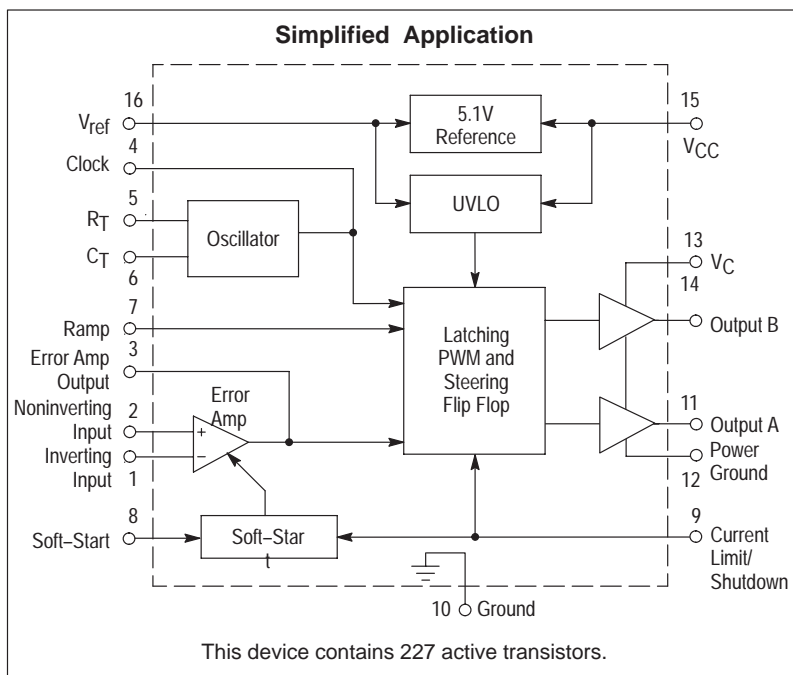 Simplified Application
16
Vref
4
Clock
5
RT
CT
6
7
Ramp
3
Error Amp
Output
Noninverting
Input
2
Inverting
Input
1
8
Soft–Start
5.1V
Reference
UVLO
Oscillator
Latching
PWM and
Steering
Flip Flop
Error
Amp
+
–
Soft–Star
t
15
VCC
13
VC
14
Output B
11
Output A
Power
Ground
12
9
Current
Limit/
Shutdown
10
Ground
This device contains 227 active transistors.